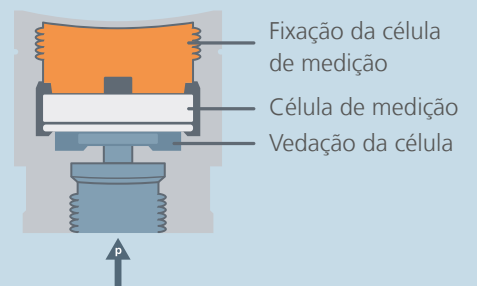 Fixação da célula
de medição
Célula de medição
Vedação da célula
p